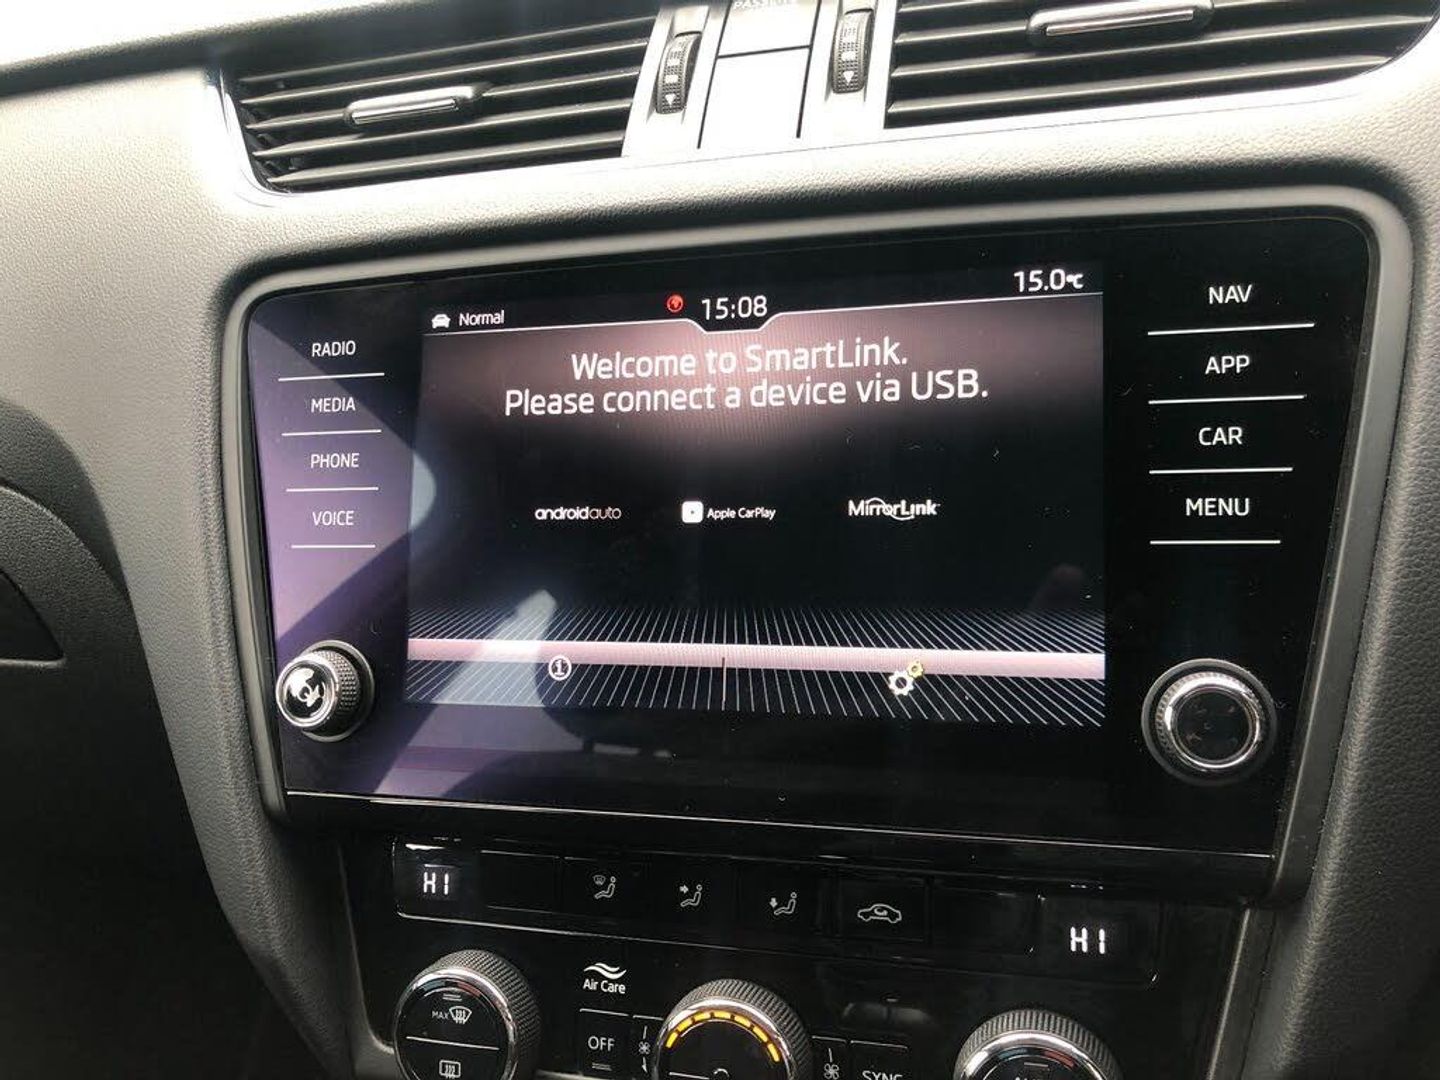 Normal
15:08
15.0°C
Welcome to SmartLink.
Please connect a device via USB.
androidauto
Apple CarPlay
MirrorLink
RADIO
MEDIA
PHONE
VOICE
NAV
APP
CAR
MENU
HI
HI
Air Care
MAX
OFF
SYNC